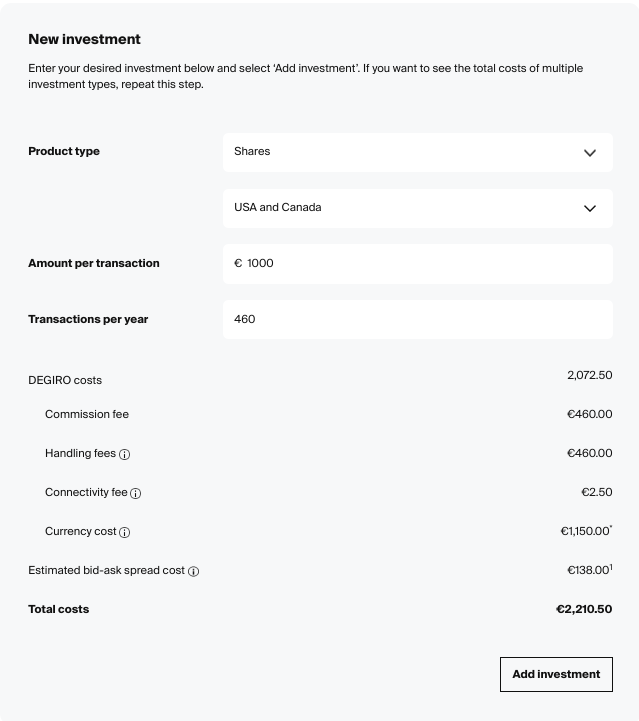 New investment
Enter your desired investment below and select ‘Add investment’. If you want to see the total costs of multiple
investment types, repeat this step.
Product type
Shares
USA and Canada
Amount per transaction
€ 1000
Transactions per year
460
DEGIRO costs 2,072.50
Commission fee €460.00
Handling fees €460.00
Connectivity fee €2.50
Currency cost €1,150.00*
Estimated bid-ask spread cost €138.00¹
Total costs €2,210.50
Add investment